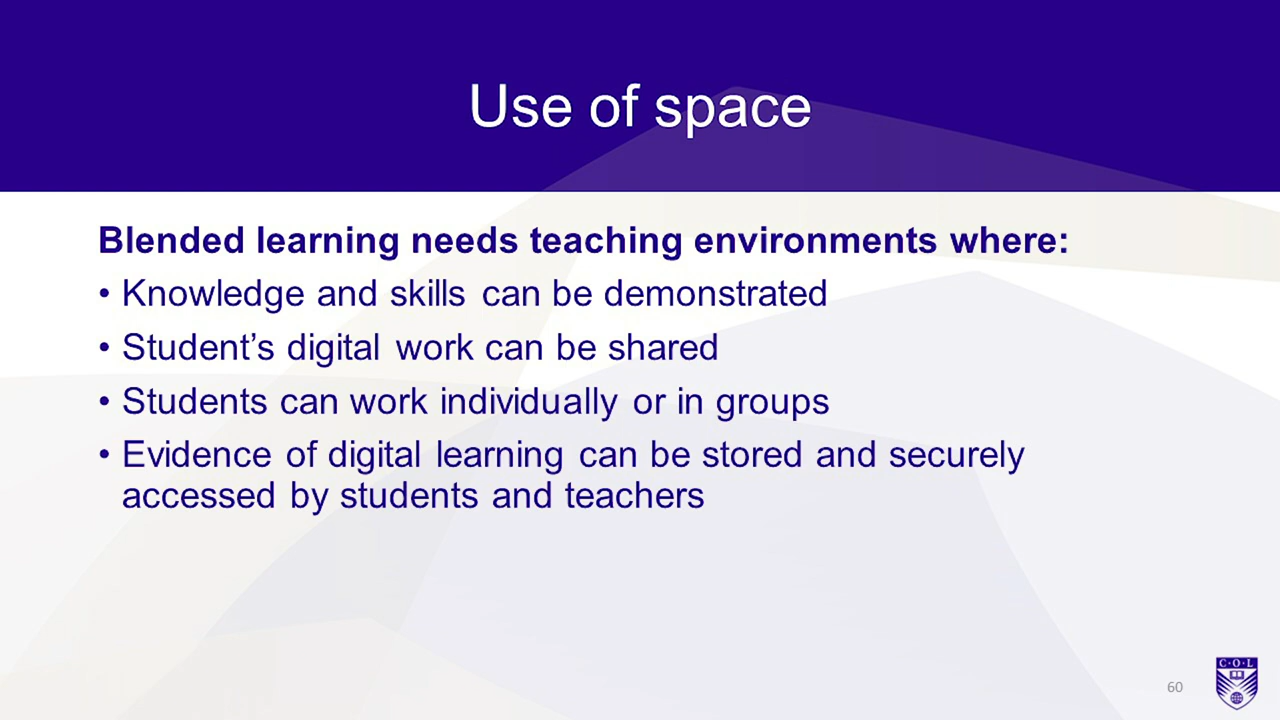 Use of space
Blended learning needs teaching environments where:
• Knowledge and skills can be demonstrated
• Student’s digital work can be shared
• Students can work individually or in groups
• Evidence of digital learning can be stored and securely
accessed by students and teachers
60
C·O·L